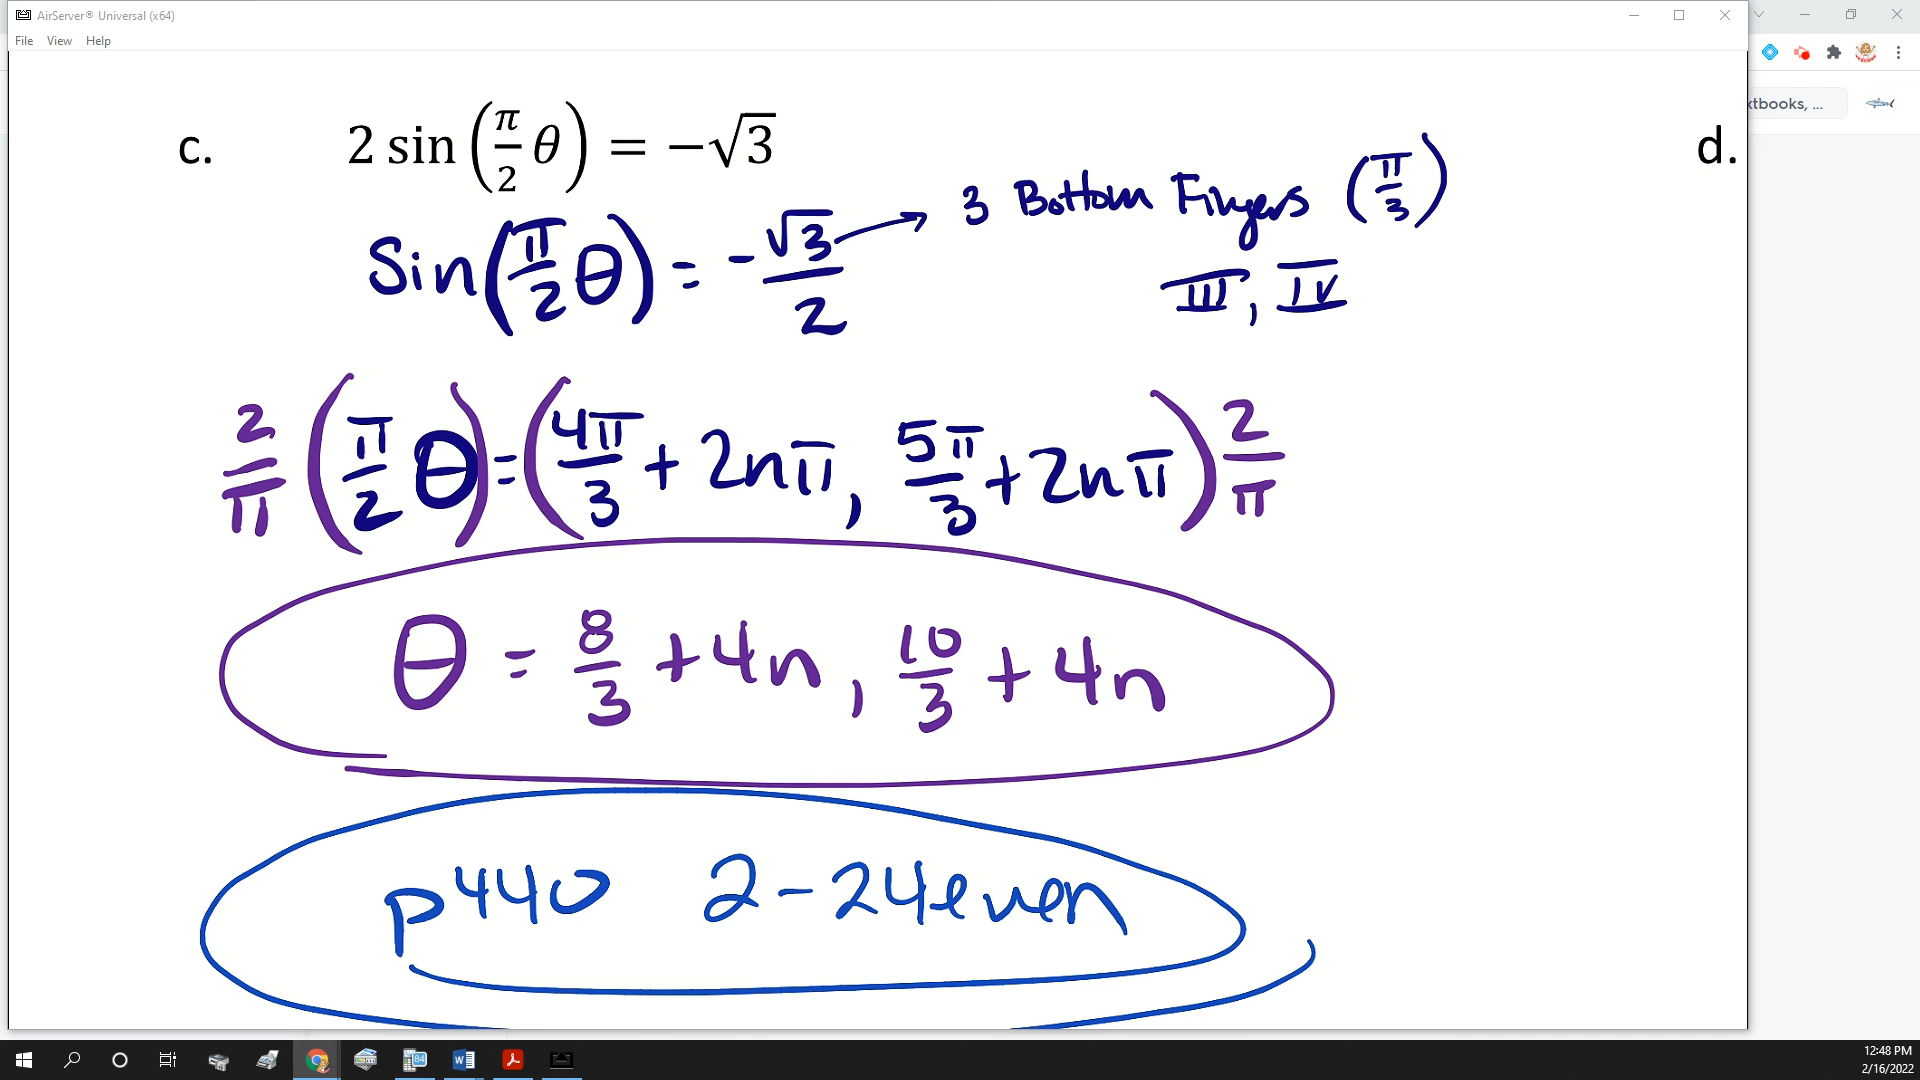 AirServer® Universal (x64)
File View Help
xtbooks, ...
c. 2 sin (π/2 θ) = −√3 d.
Sin(π/2 θ) = -√3/2 → 3 Bottom Fingers (π/3)
III, IV
2/π (π/2 θ) = (4π/3 + 2nπ, 5π/3 + 2nπ) 2/π
θ = 8/3 + 4n, 10/3 + 4n
p440 2-24even
84
12:48 PM
2/16/2022